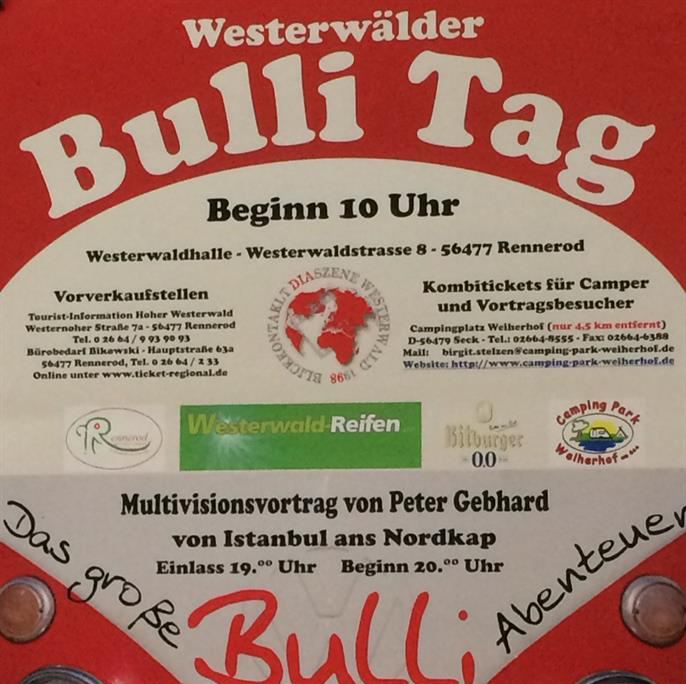 Westerwälder
Bulli Tag
Beginn 10 Uhr
Westerwaldhalle - Westerwaldstrasse 8 - 56477 Rennerod
Vorverkaufstellen
Tourist-Information Hoher Westerwald
Westernoher Straße 7a - 56477 Rennerod
Tel. 0 26 64 / 9 93 90 93
Bürobedarf Bikowski - Hauptstraße 63a
56477 Rennerod, Tel. 0 26 64 / 2 33
Online unter www.ticket-regional.de
BLICKKONTAKLT DIASZENE WESTERWALD 1998
Kombitickets für Camper
und Vortragsbesucher
Campingplatz Weiherhof (nur 4,5 km entfernt)
D-56479 Seck - Tel.: 02664-8555 - Fax: 02664-6388
Mail: birgit.stelzen@camping-park-weiherhof.de
Website: http://www.camping-park-weiherhof.de
Rennerod
Westerwald-Reifen
Bitburger
0.0
Camping Park
Weiherhof
Multivisionsvortrag von Peter Gebhard
von Istanbul ans Nordkap
Einlass 19.°° Uhr Beginn 20.°° Uhr
Das große
Bulli
Abenteuer